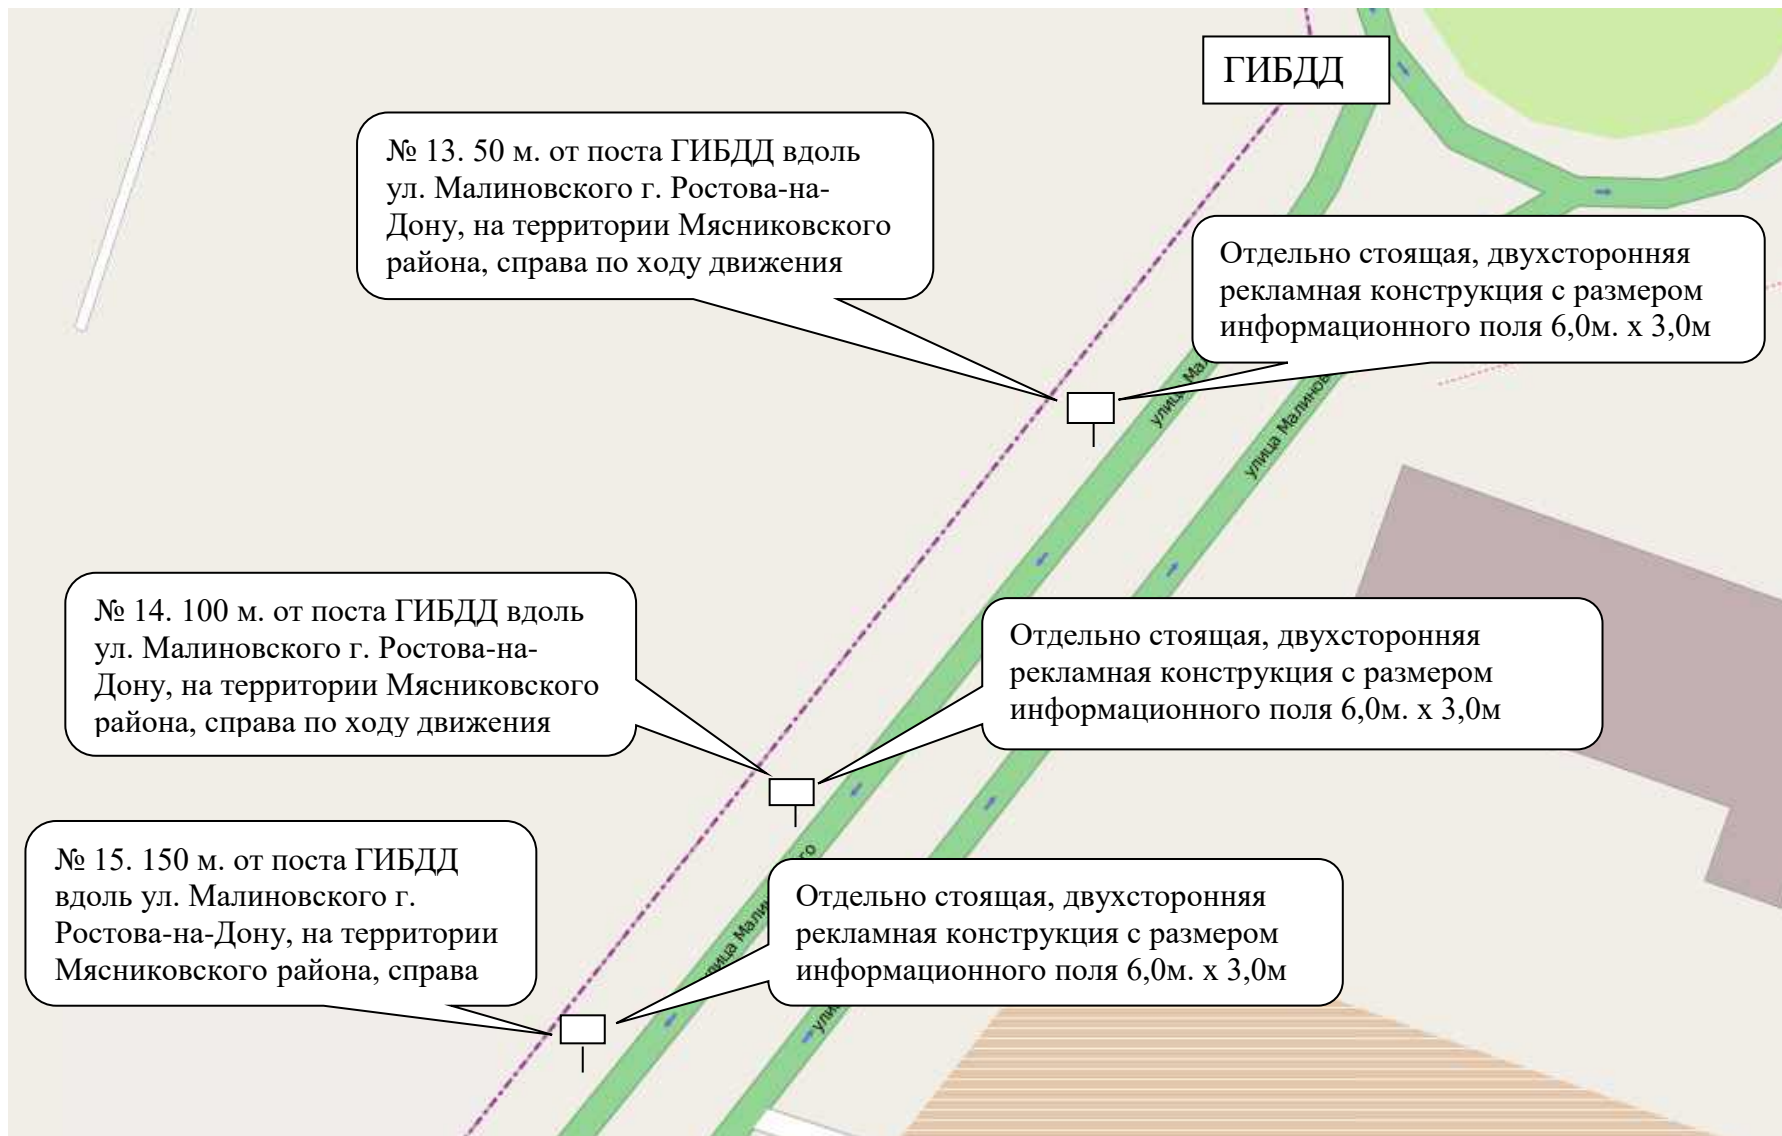 ГИБДД
№ 13. 50 м. от поста ГИБДД вдоль
ул. Малиновского г. Ростова-на-
Дону, на территории Мясниковского
района, справа по ходу движения
Отдельно стоящая, двухсторонняя
рекламная конструкция с размером
информационного поля 6,0м. х 3,0м
улица Мал
улица Малинов
№ 14. 100 м. от поста ГИБДД вдоль
ул. Малиновского г. Ростова-на-
Дону, на территории Мясниковского
района, справа по ходу движения
Отдельно стоящая, двухсторонняя
рекламная конструкция с размером
информационного поля 6,0м. х 3,0м
№ 15. 150 м. от поста ГИБДД
вдоль ул. Малиновского г.
Ростова-на-Дону, на территории
Мясниковского района, справа
Отдельно стоящая, двухсторонняя
рекламная конструкция с размером
информационного поля 6,0м. х 3,0м